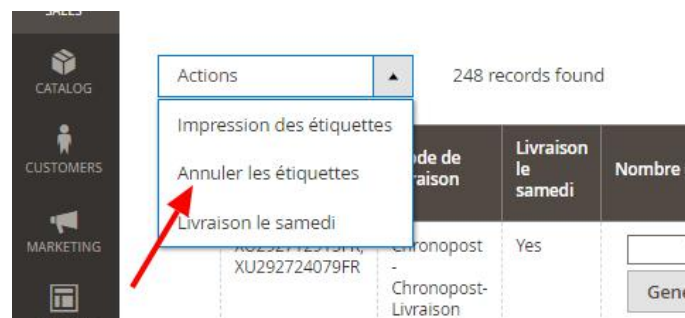 SALES
CATALOG
CUSTOMERS
MARKETING
Actions
248 records found
Impression des étiquettes
Annuler les étiquettes
Livraison le samedi
Livraison
le
samedi
Nombre
XU292724079FR
Chronopost
-
Chronopost-
Livraison
Yes